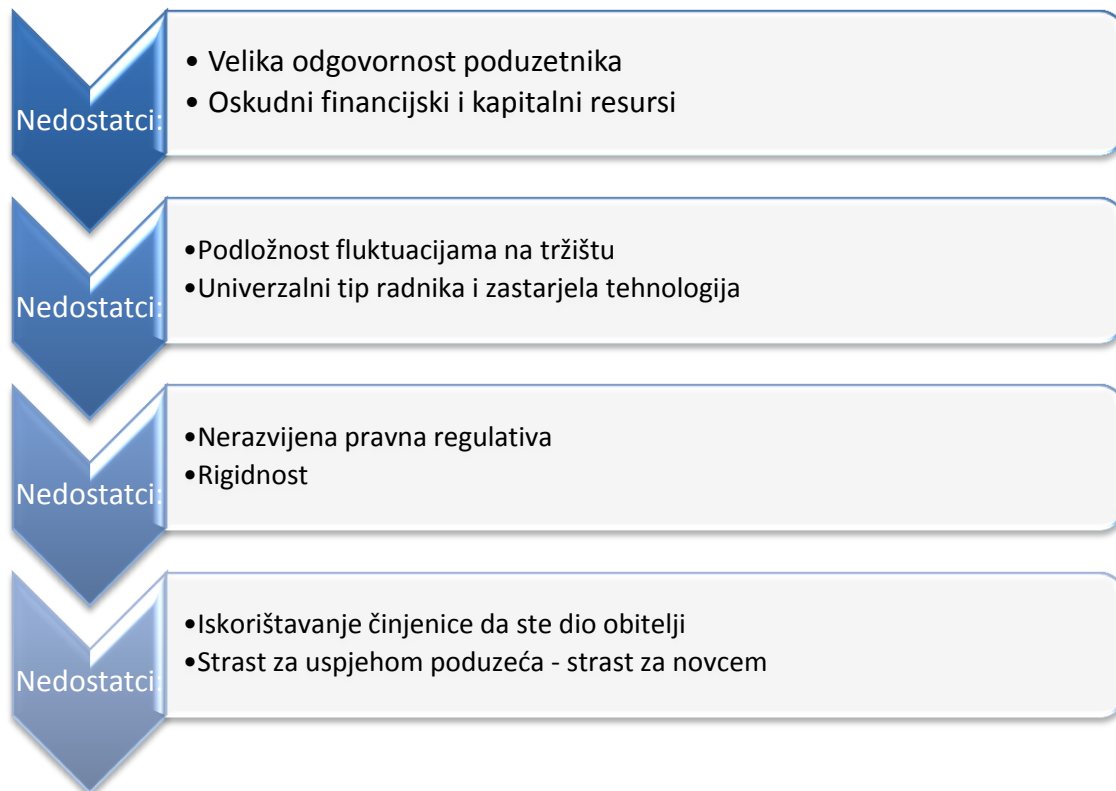 Nedostatci:
• Velika odgovornost poduzetnika
• Oskudni financijski i kapitalni resursi
Nedostatci:
•Podložnost fluktuacijama na tržištu
•Univerzalni tip radnika i zastarjela tehnologija
Nedostatci:
•Nerazvijena pravna regulativa
•Rigidnost
Nedostatci:
•Iskorištavanje činjenice da ste dio obitelji
•Strast za uspjehom poduzeća - strast za novcem